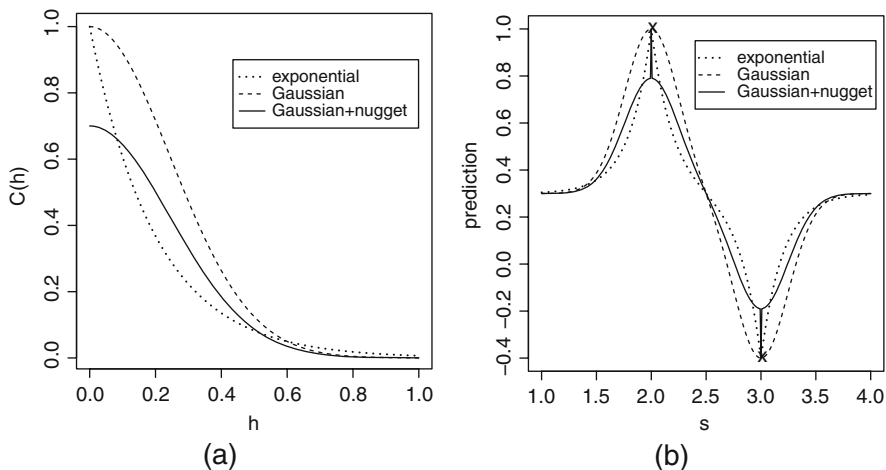 C(h)
1.0
0.8
0.6
0.4
0.2
0.0
exponential
Gaussian
Gaussian+nugget
0.0 0.2 0.4 0.6 0.8 1.0
h
(a)
prediction
1.0
0.8
0.6
0.4
0.2
0.0
−0.2
−0.4
x
x
exponential
Gaussian
Gaussian+nugget
1.0 1.5 2.0 2.5 3.0 3.5 4.0
s
(b)